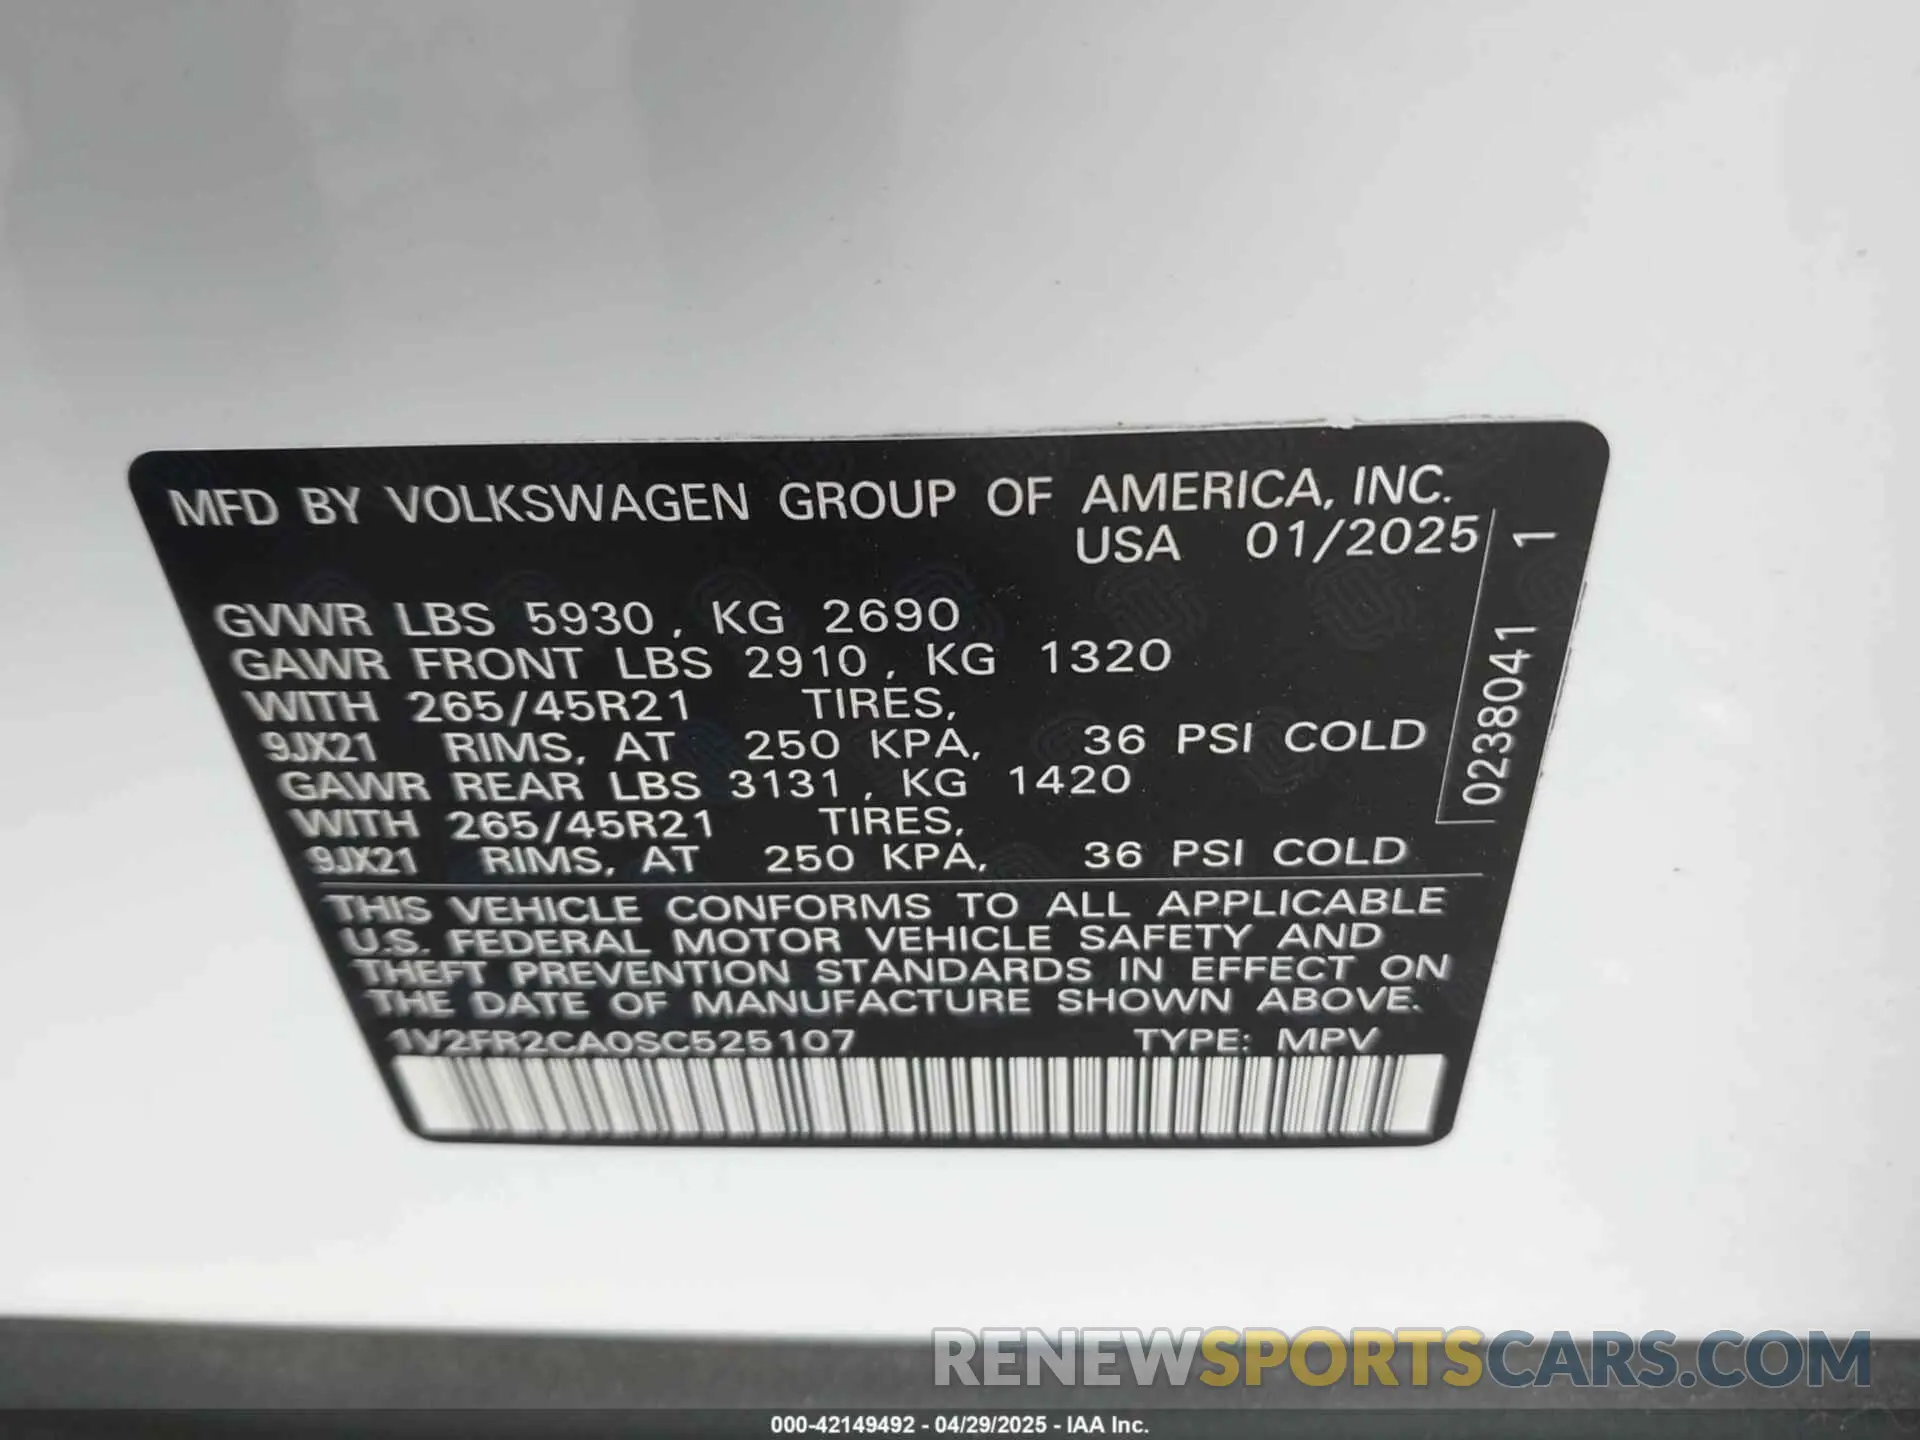 MFD BY VOLKSWAGEN GROUP OF AMERICA, INC.
USA 01/2025
GVWR LBS 5930, KG 2690
GAWR FRONT LBS 2910, KG 1320
WITH 265/45R21 TIRES,
9JX21 RIMS, AT 250 KPA, 36 PSI COLD
GAWR REAR LBS 3131, KG 1420
WITH 265/45R21 TIRES,
9JX21 RIMS, AT 250 KPA, 36 PSI COLD
THIS VEHICLE CONFORMS TO ALL APPLICABLE
U.S. FEDERAL MOTOR VEHICLE SAFETY AND
THEFT PREVENTION STANDARDS IN EFFECT ON
THE DATE OF MANUFACTURE SHOWN ABOVE.
1V2FR2CA0SC525107 TYPE: MPV
0238041 1
RENEWSPORTSCARS.COM
000-42149492 - 04/29/2025 - IAA Inc.